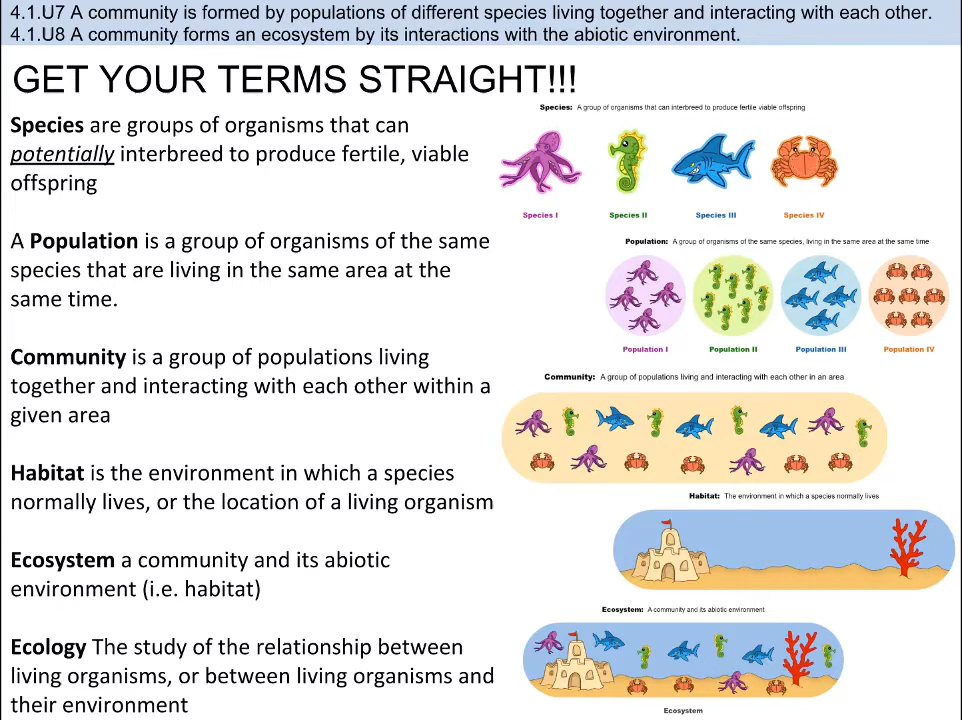 4.1.U7 A community is formed by populations of different species living together and interacting with each other.
4.1.U8 A community forms an ecosystem by its interactions with the abiotic environment.
GET YOUR TERMS STRAIGHT!!!
Species are groups of organisms that can
potentially interbreed to produce fertile, viable
offspring
A Population is a group of organisms of the same
species that are living in the same area at the
same time.
Community is a group of populations living
together and interacting with each other within a
given area
Habitat is the environment in which a species
normally lives, or the location of a living organism
Ecosystem a community and its abiotic
environment (i.e. habitat)
Ecology The study of the relationship between
living organisms, or between living organisms and
their environment
Species: A group of organisms that can interbreed to produce fertile viable offspring
Species I Species II Species III Species IV
Population: A group of organisms of the same species, living in the same area at the same time
Population I Population II Population III Population IV
Community: A group of populations living and interacting with each other in an area
Habitat: The environment in which a species normally lives
Ecosystem: A community and its abiotic environment
Ecosystem